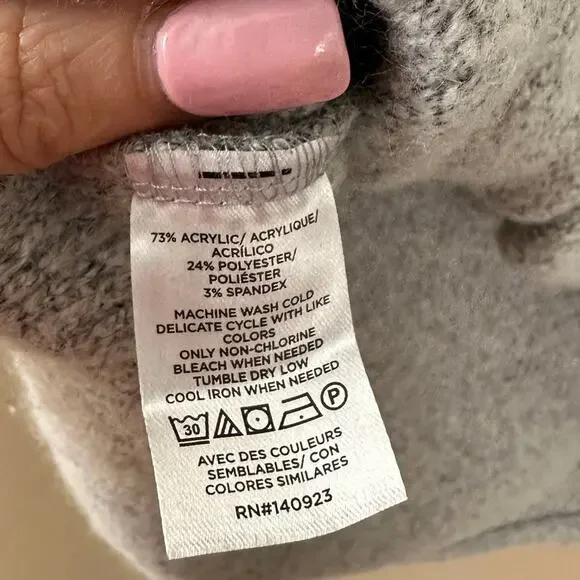 73% ACRYLIC/ ACRYLIQUE/
ACRÍLICO
24% POLYESTER/
POLIÉSTER
3% SPANDEX
MACHINE WASH COLD
DELICATE CYCLE WITH LIKE
COLORS
ONLY NON-CHLORINE
BLEACH WHEN NEEDED
TUMBLE DRY LOW
COOL IRON WHEN NEEDED
30 P
AVEC DES COULEURS
SEMBLABLES/ CON
COLORES SIMILARES
RN#140923